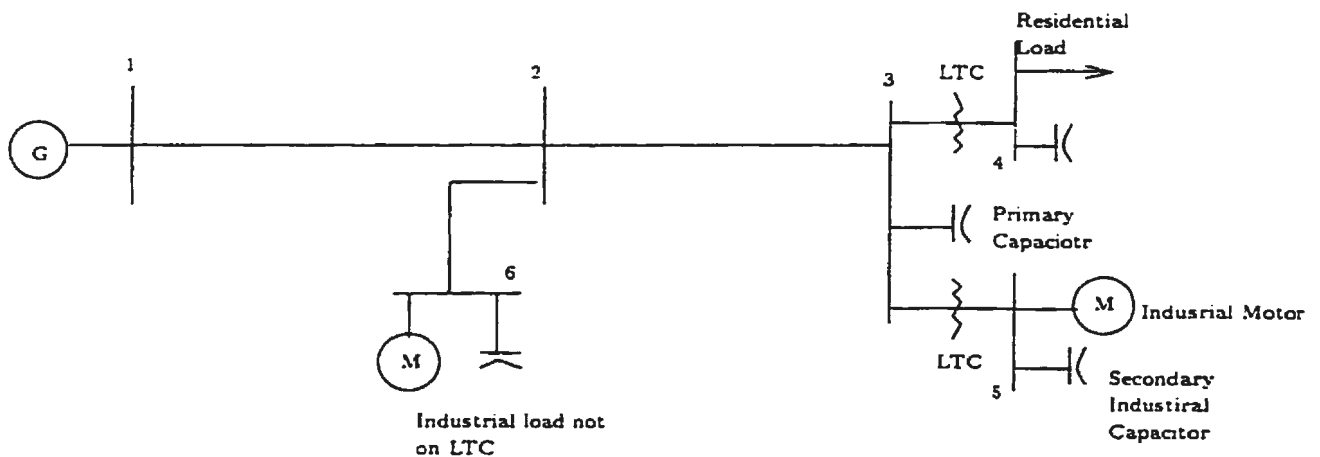 Residential
Load
1
2
3
LTC
G
4
Primary
Capaciotr
6
M
Indusrial Motor
M
LTC
5
Secondary
Industiral
Capacitor
Industrial load not
on LTC